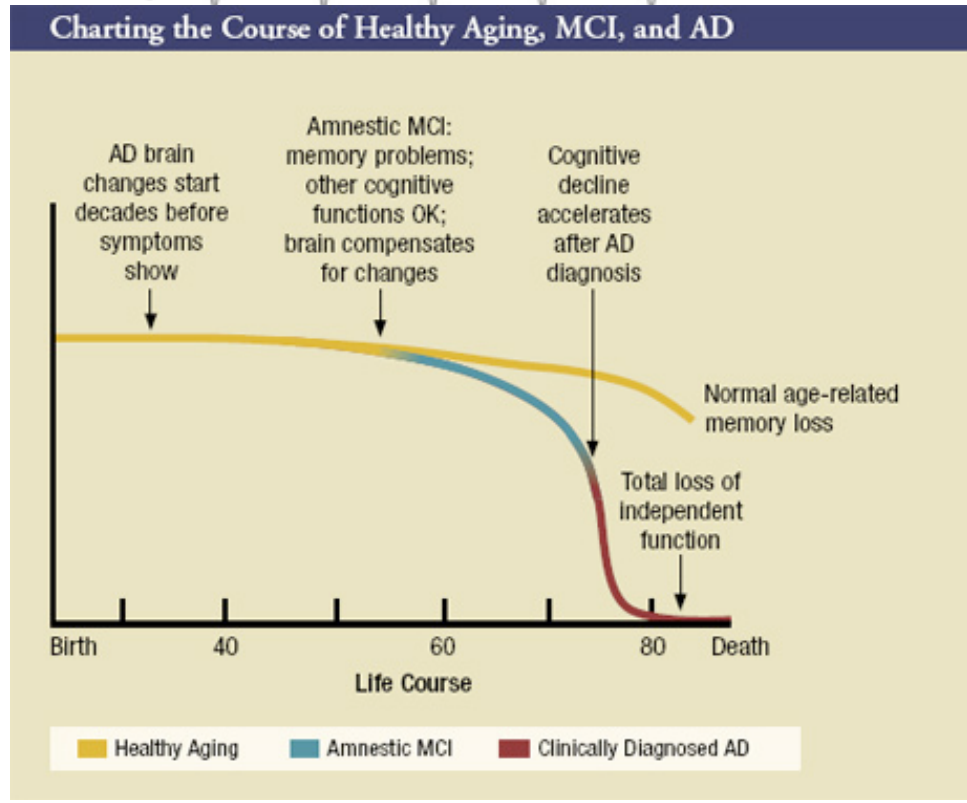 Charting the Course of Healthy Aging, MCI, and AD
AD brain
changes start
decades before
symptoms
show
Amnestic MCI:
memory problems;
other cognitive
functions OK;
brain compensates
for changes
Cognitive
decline
accelerates
after AD
diagnosis
Normal age-related
memory loss
Total loss of
independent
function
Birth 40 60 80 Death
Life Course
Healthy Aging Amnestic MCI Clinically Diagnosed AD